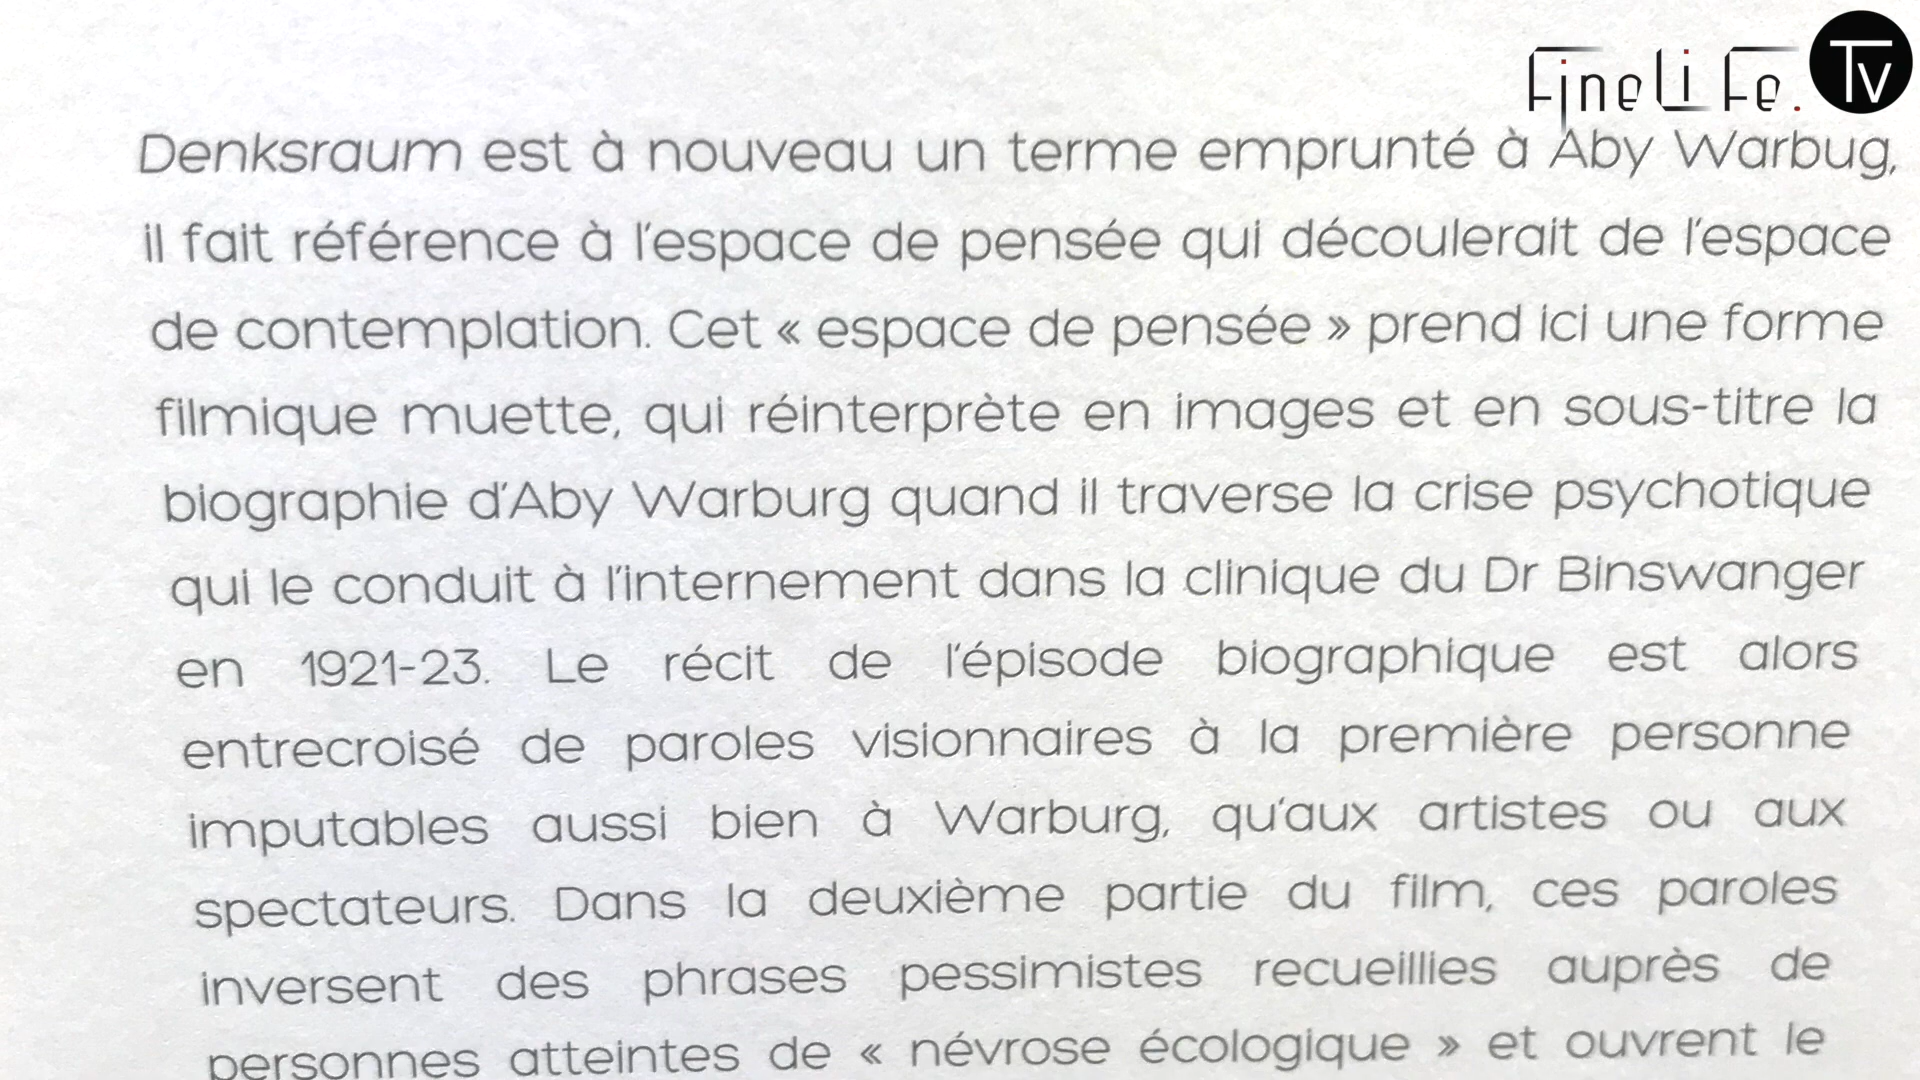 FineLiFe. TV
Denksraum est à nouveau un terme emprunté à Aby Warbug,
il fait référence à l'espace de pensée qui découlerait de l'espace
de contemplation. Cet « espace de pensée » prend ici une forme
filmique muette, qui réinterprète en images et en sous-titre la
biographie d'Aby Warburg quand il traverse la crise psychotique
qui le conduit à l'internement dans la clinique du Dr Binswanger
en 1921-23. Le récit de l'épisode biographique est alors
entrecroisé de paroles visionnaires à la première personne
imputables aussi bien à Warburg, qu'aux artistes ou aux
spectateurs. Dans la deuxième partie du film, ces paroles
inversent des phrases pessimistes recueillies auprès de
personnes atteintes de « névrose écologique » et ouvrent le